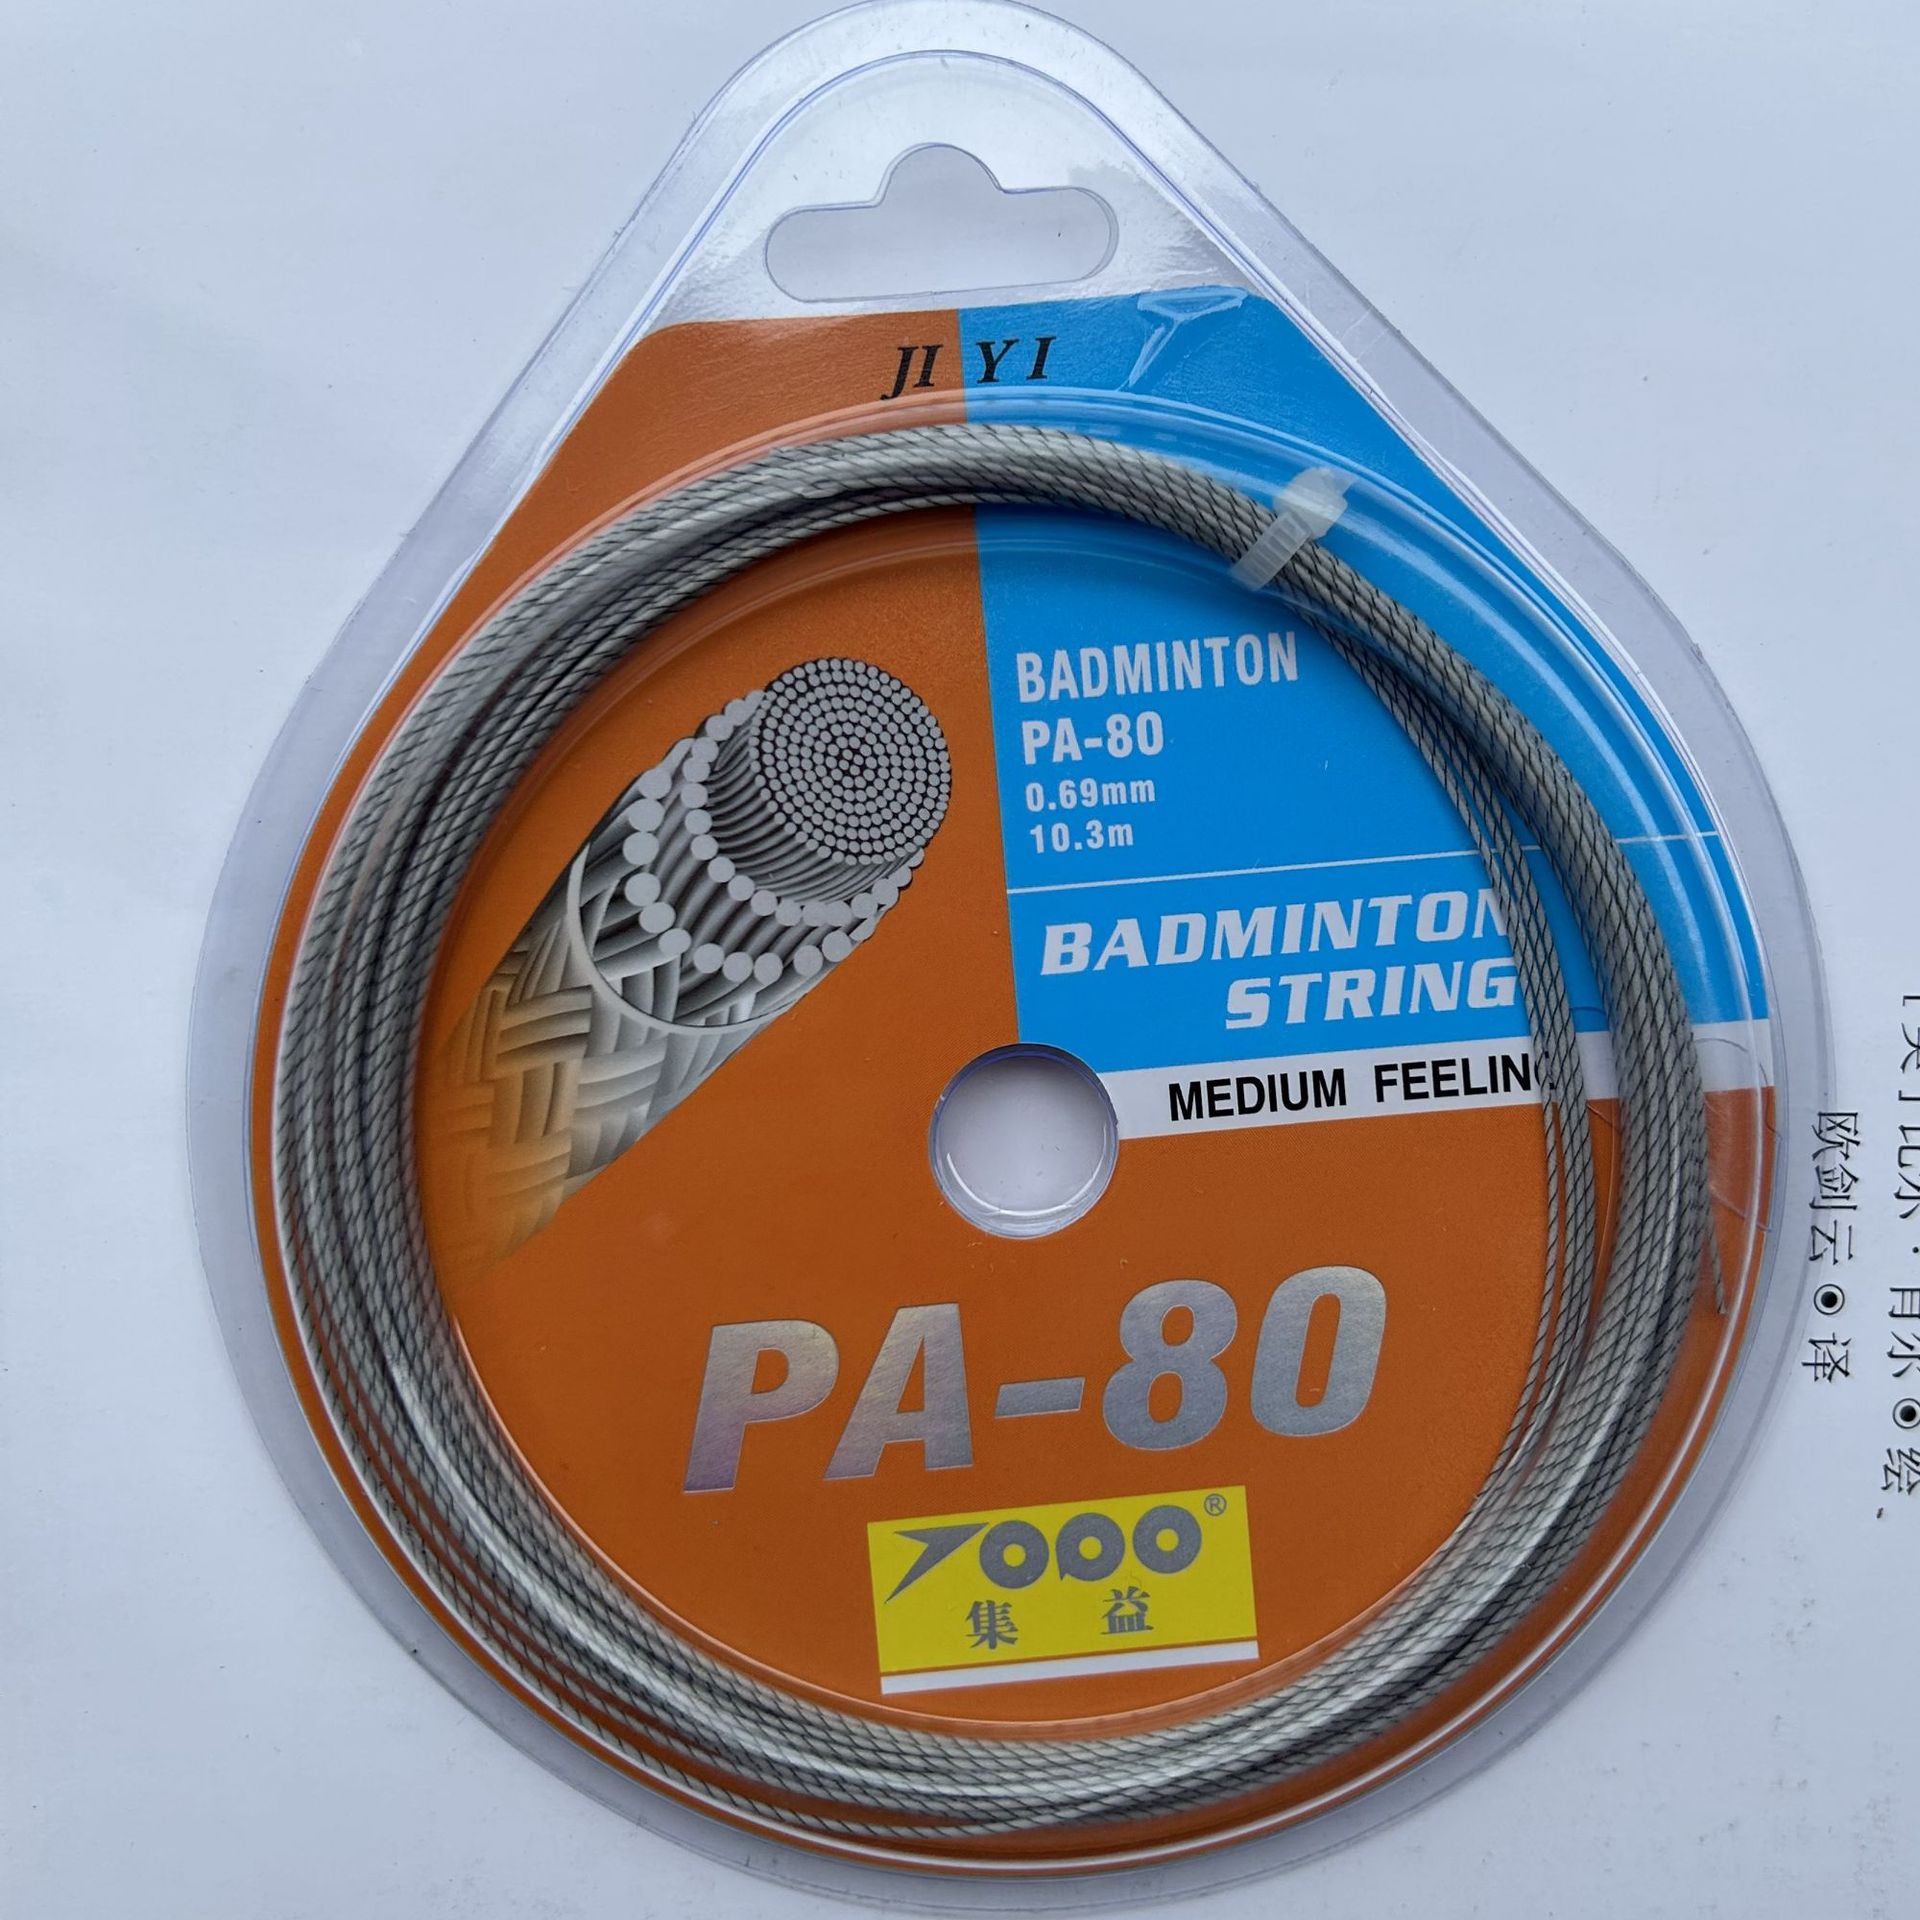 JI YI
BADMINTON
PA-80
0.69mm
10.3m
BADMINTON
STRING
MEDIUM FEELING
PA-80
YOPO®
集益
欧剑云◉译